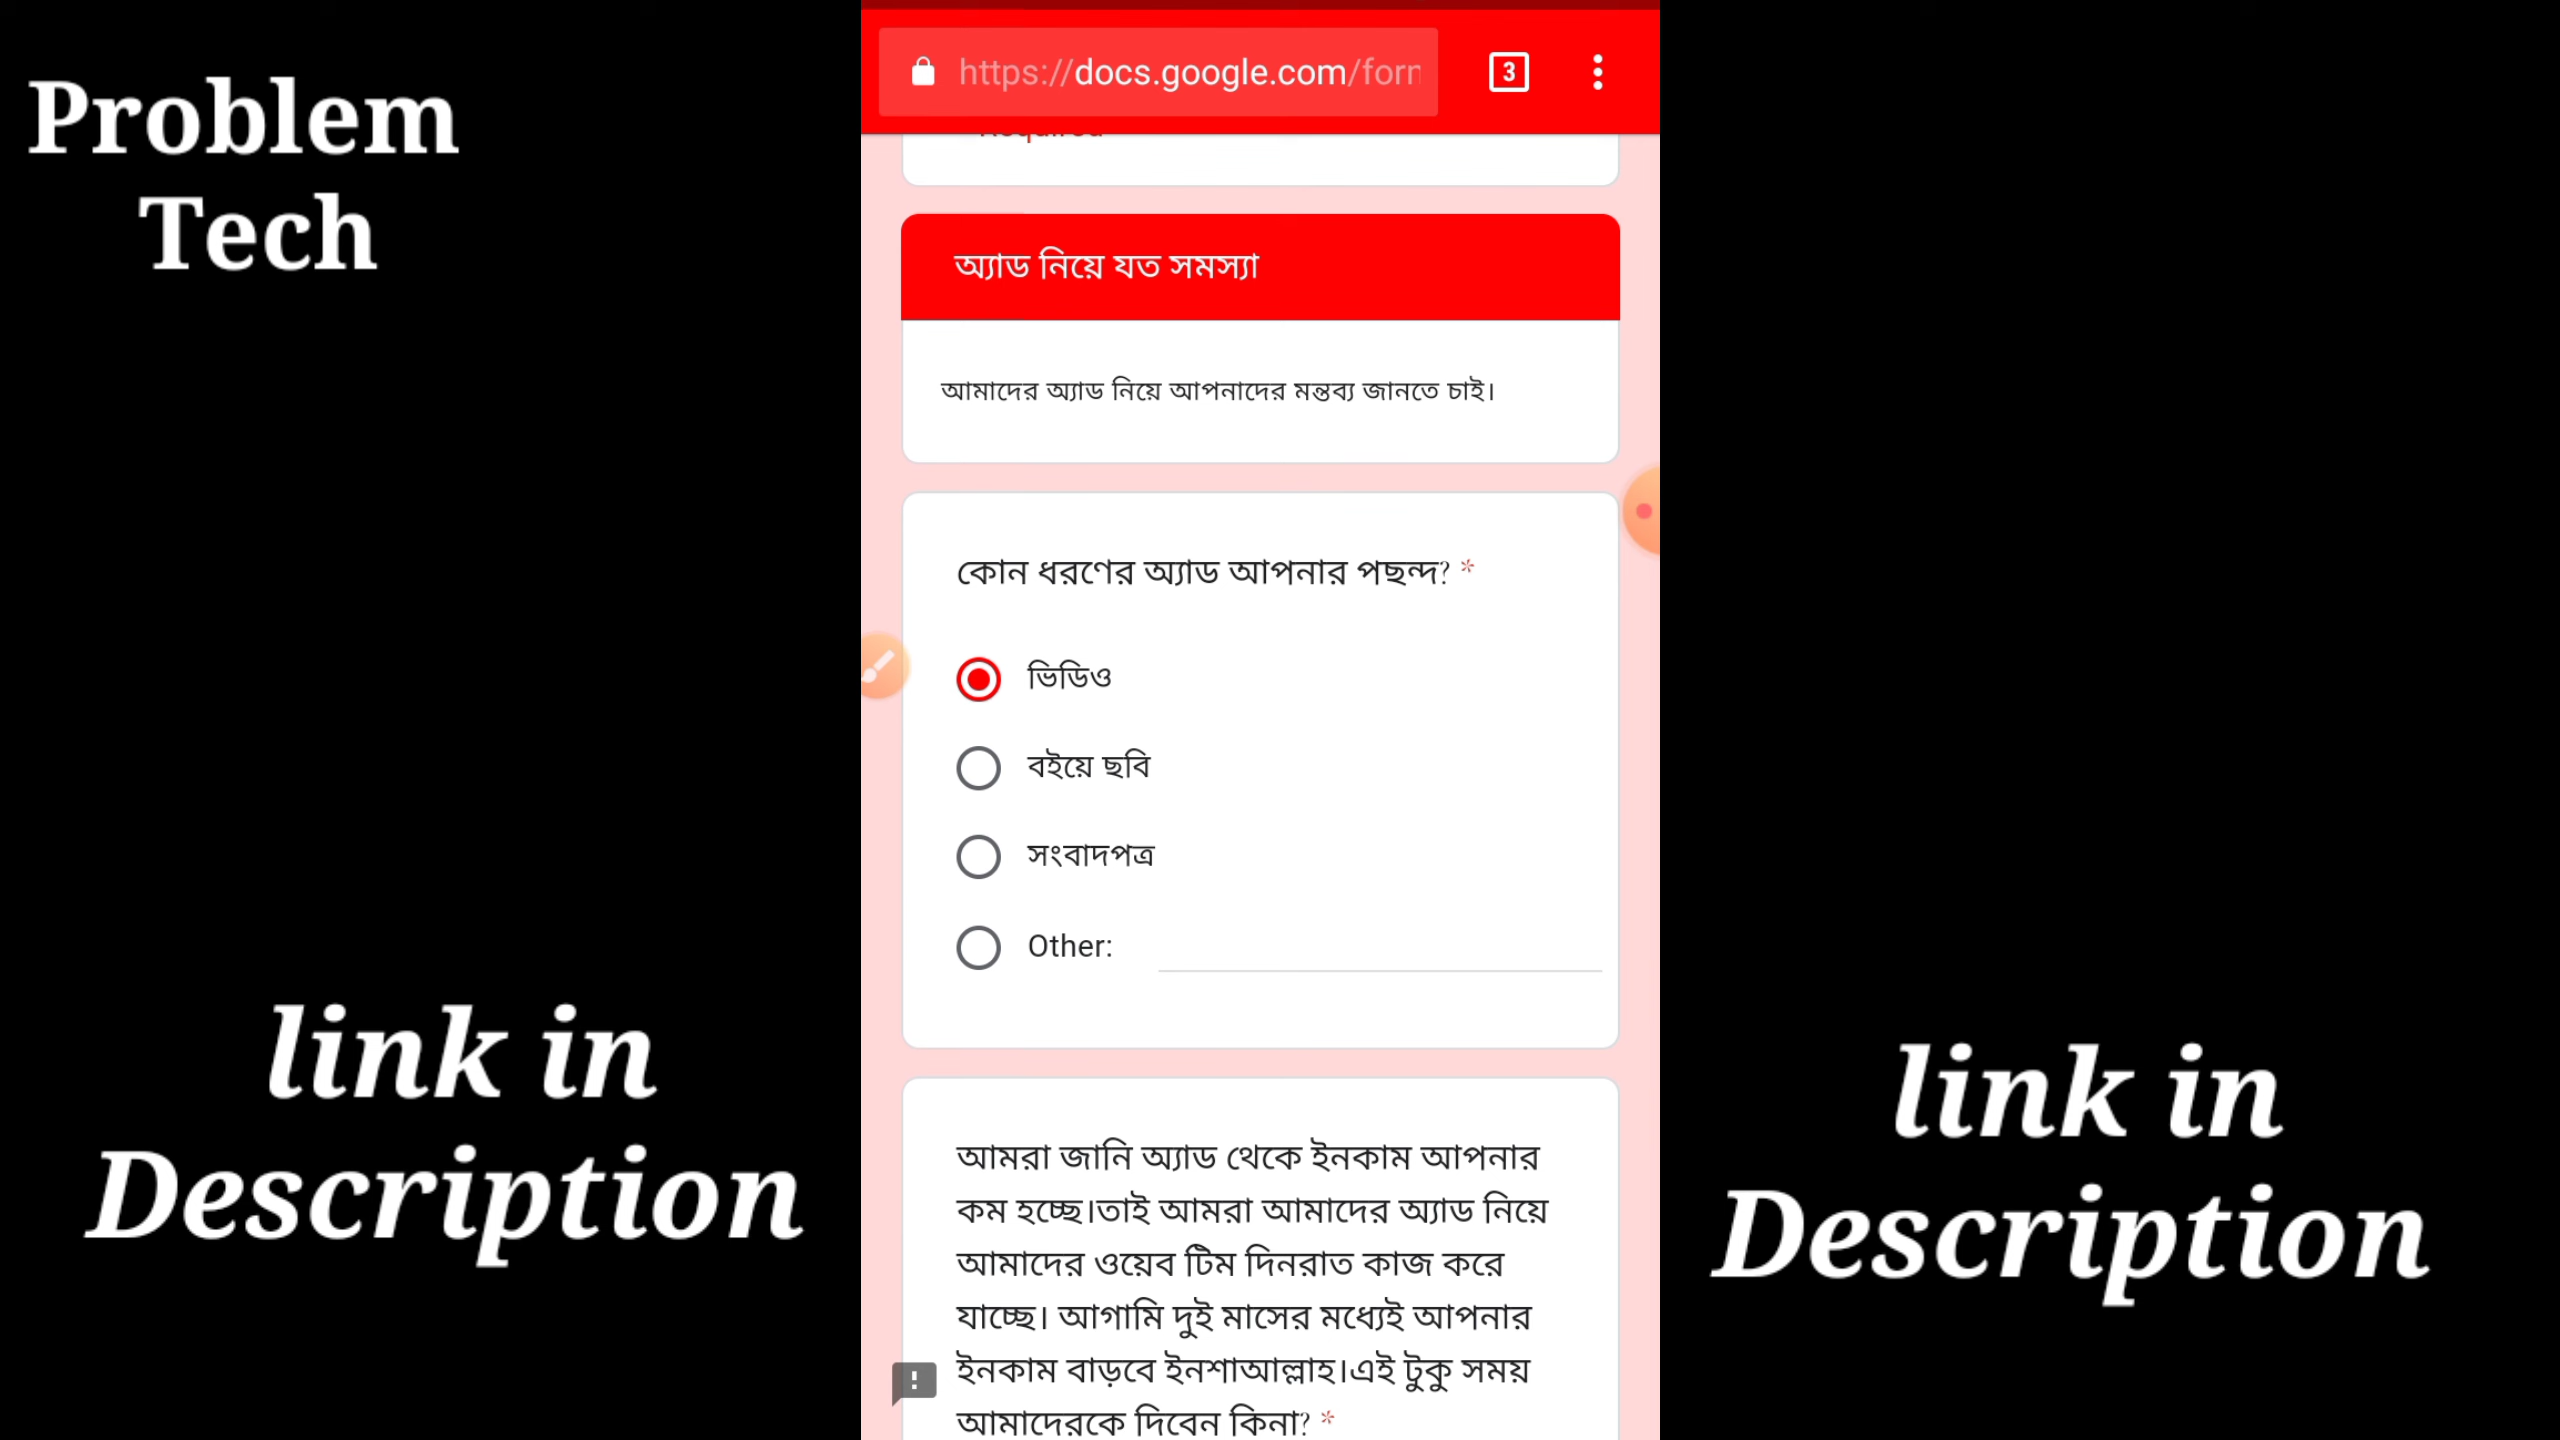 Problem
Tech
https://docs.google.com/forn
3
Required
অ্যাড নিয়ে যত সমস্যা
আমাদের অ্যাড নিয়ে আপনাদের মন্তব্য জানতে চাই।
কোন ধরণের অ্যাড আপনার পছন্দ? *
ভিডিও
বইয়ে ছবি
সংবাদপত্র
Other:
আমরা জানি অ্যাড থেকে ইনকাম আপনার
কম হচ্ছে।তাই আমরা আমাদের অ্যাড নিয়ে
আমাদের ওয়েব টিম দিনরাত কাজ করে
যাচ্ছে। আগামি দুই মাসের মধ্যেই আপনার
ইনকাম বাড়বে ইনশাআল্লাহ।এই টুকু সময়
আমাদেরকে দিবেন কিনা? *
link in
Description
link in
Description